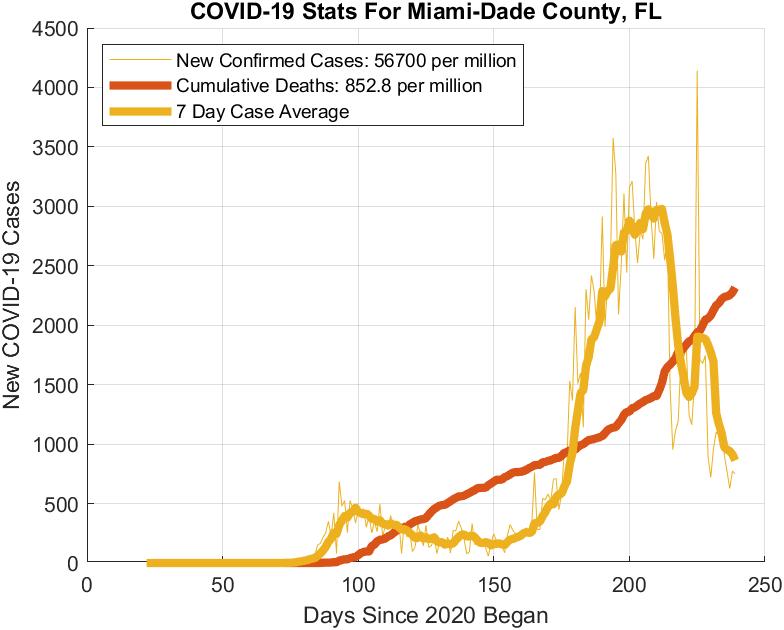 COVID-19 Stats For Miami-Dade County, FL
New Confirmed Cases: 56700 per million
Cumulative Deaths: 852.8 per million
7 Day Case Average
New COVID-19 Cases
4500
4000
3500
3000
2500
2000
1500
1000
500
0
0 50 100 150 200 250
Days Since 2020 Began